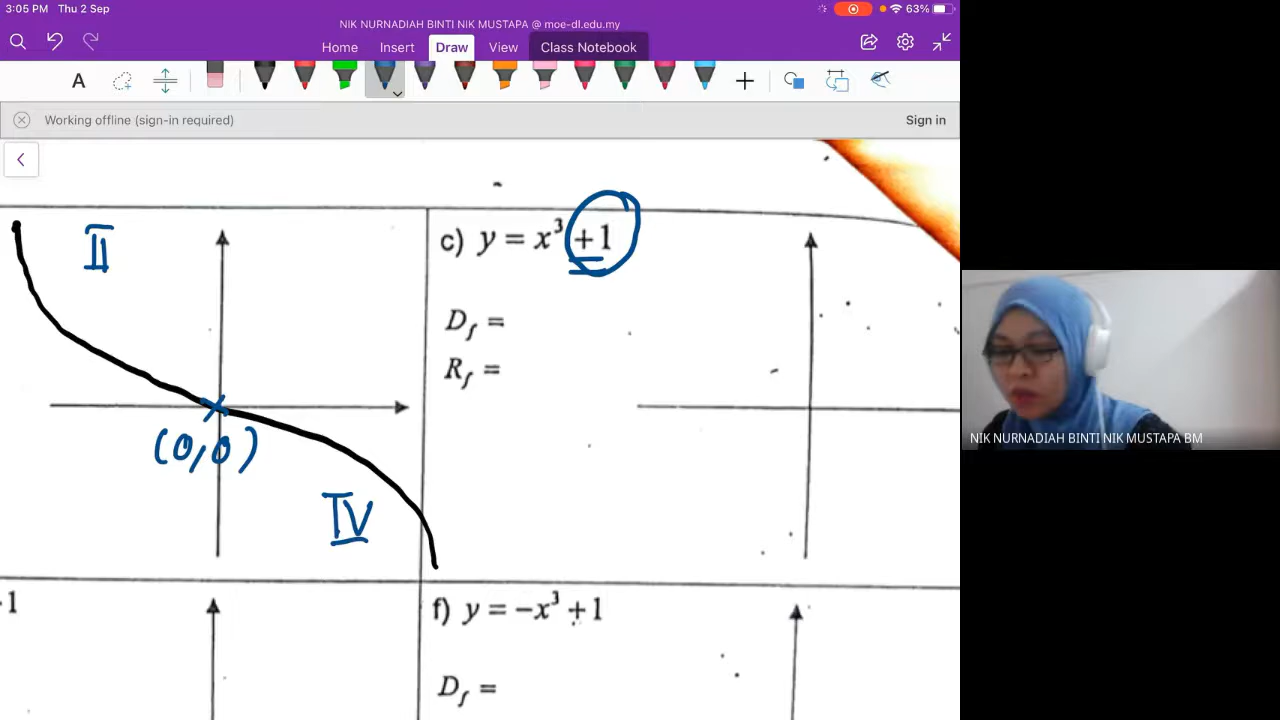 3:05 PM Thu 2 Sep
63%
NIK NURNADIAH BINTI NIK MUSTAPA @ moe-dl.edu.my
Home Insert Draw View Class Notebook
A
Working offline (sign-in required) Sign in
II
c) y = x³ +1
D_f =
R_f =
(0,0)
IV
NIK NURNADIAH BINTI NIK MUSTAPA BM
-1
f) y = −x³ +1
D_f =